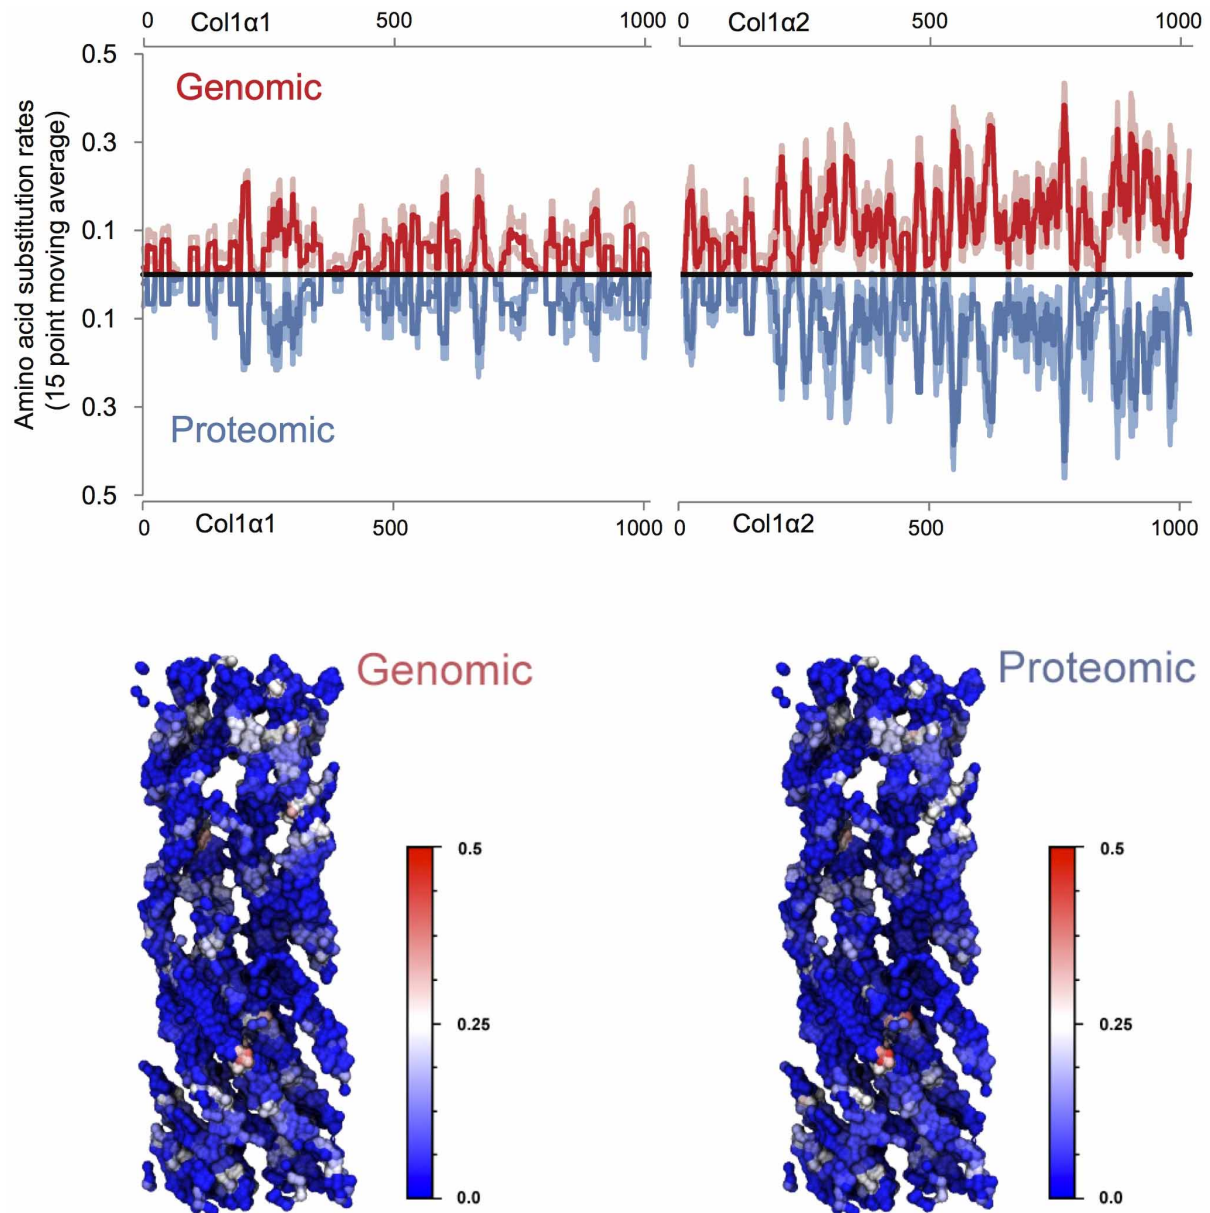 0 Col1α1 500 1000 0 Col1α2 500 1000
0.5
Genomic
0.3
0.1
0.1
0.3
Proteomic
0.5
Amino acid substitution rates
(15 point moving average)
0 Col1α1 500 1000 0 Col1α2 500 1000
Genomic
Proteomic
0.5
0.25
0.0
0.5
0.25
0.0